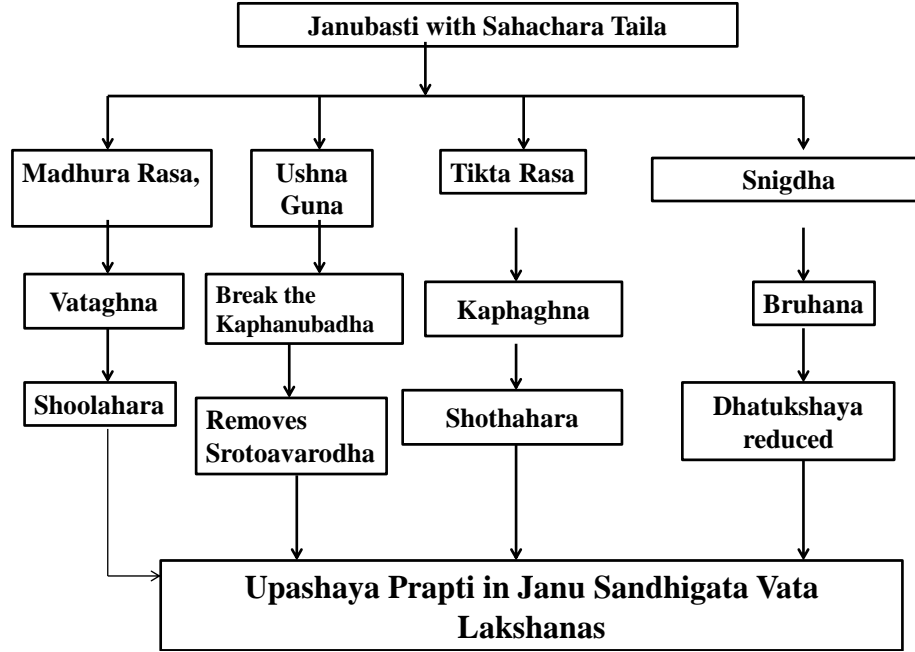 Janubasti with Sahachara Taila
Madhura Rasa,
Ushna
Guna
Tikta Rasa
Snigdha
Vataghna
Break the
Kaphanubadha
Kaphaghna
Bruhana
Shoolahara
Removes
Srotoavarodha
Shothahara
Dhatukshaya
reduced
Upashaya Prapti in Janu Sandhigata Vata
Lakshanas